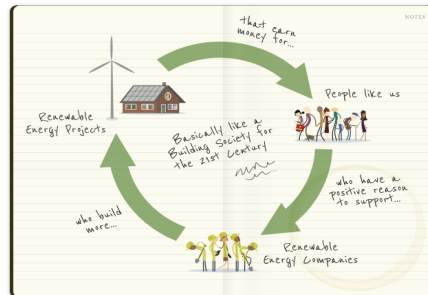 NOTES
that earn
money for...
People like us
Renewable
Energy Projects
Basically like a
Building Society for
the 21st Century
who have a
positive reason
to support...
who build
more...
Renewable
Energy Companies